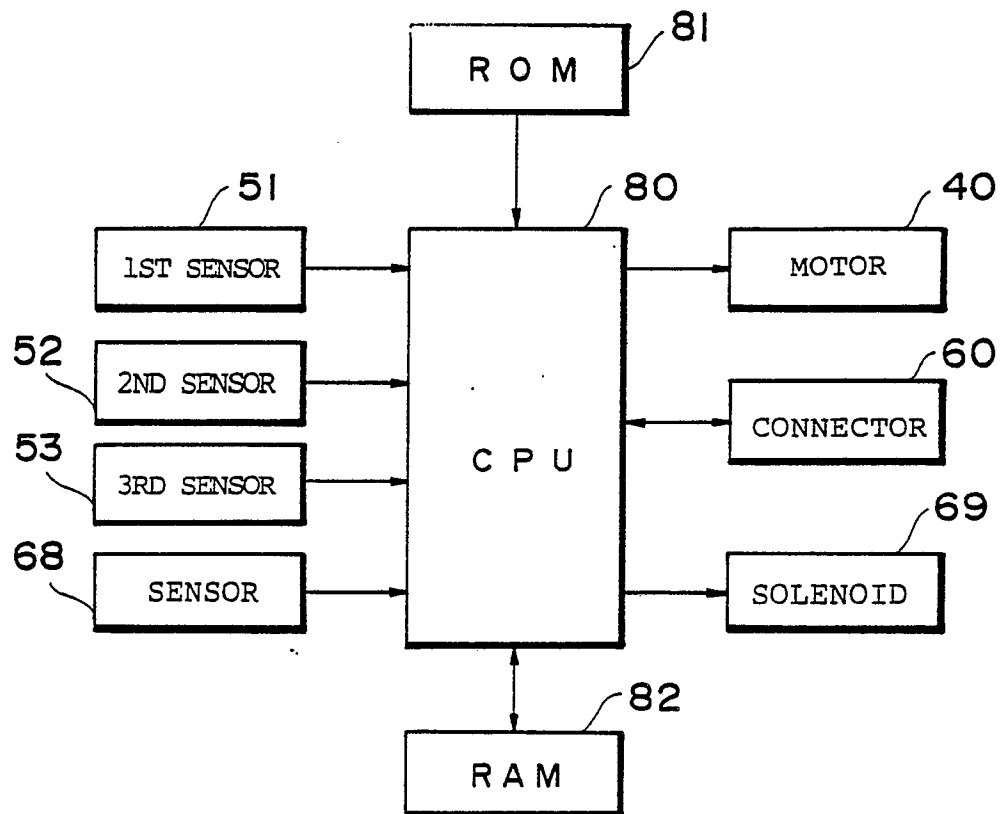 81
ROM
51
80
40
1ST SENSOR
MOTOR
52
2ND SENSOR
60
CONNECTOR
53
3RD SENSOR
CPU
68
SENSOR
69
SOLENOID
82
RAM